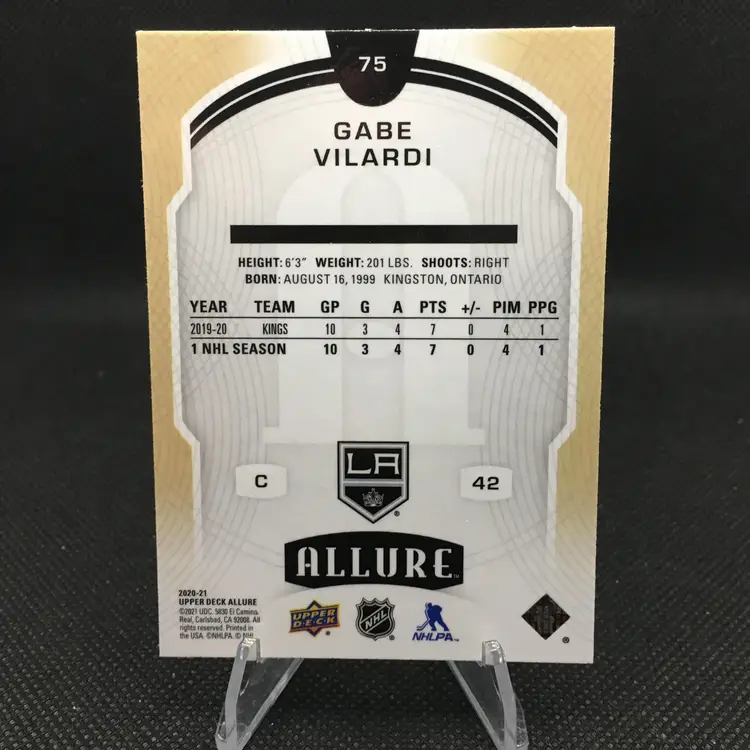 75
GABE
VILARDI
HEIGHT: 6'3" WEIGHT: 201 LBS. SHOOTS: RIGHT
BORN: AUGUST 16, 1999 KINGSTON, ONTARIO
YEAR TEAM GP G A PTS +/- PIM PPG
2019-20 KINGS 10 3 4 7 0 4 1
1 NHL SEASON 10 3 4 7 0 4 1
LA
®
C
42
ALLURE™
2020-21
UPPER DECK ALLURE
©2021 UDC. 5830 El Camino
Real, Carlsbad, CA 92008. All
rights reserved. Printed in
the USA. ©NHLPA. © NHL
UPPER
DECK
®
NHL
®
NHLPA™
®